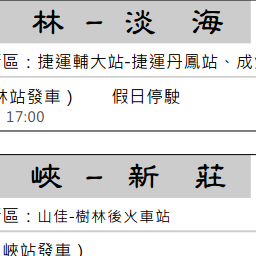 林 – 淡 海
區：捷運輔大站-捷運丹鳳站、成
林站發車 )　　假日停駛
17:00
峽 – 新 莊
區：山佳-樹林後火車站
峽站發車 )